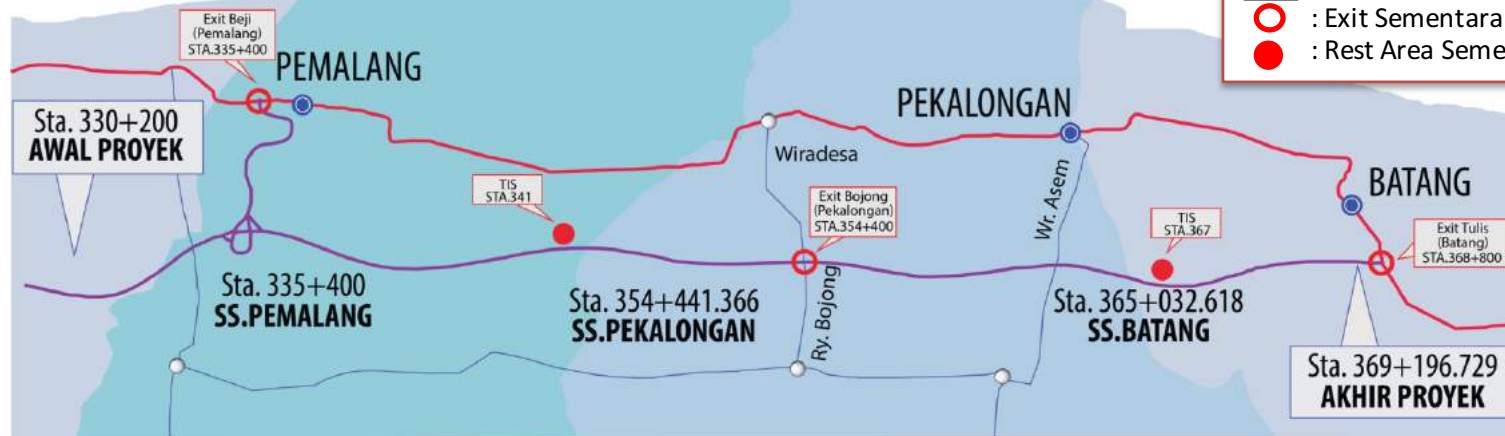 : Exit Sementara
: Rest Area Seme
Exit Beji
(Pemalang)
STA.335+400
PEMALANG
Sta. 330+200
AWAL PROYEK
PEKALONGAN
Wiradesa
TIS
STA.341
Exit Bojong
(Pekalongan)
STA.354+400
Wr. Asem
TIS
STA.367
BATANG
Exit Tulis
(Batang)
STA.368+800
Sta. 335+400
SS.PEMALANG
Sta. 354+441.366
SS.PEKALONGAN
Ry. Bojong
Sta. 365+032.618
SS.BATANG
Sta. 369+196.729
AKHIR PROYEK